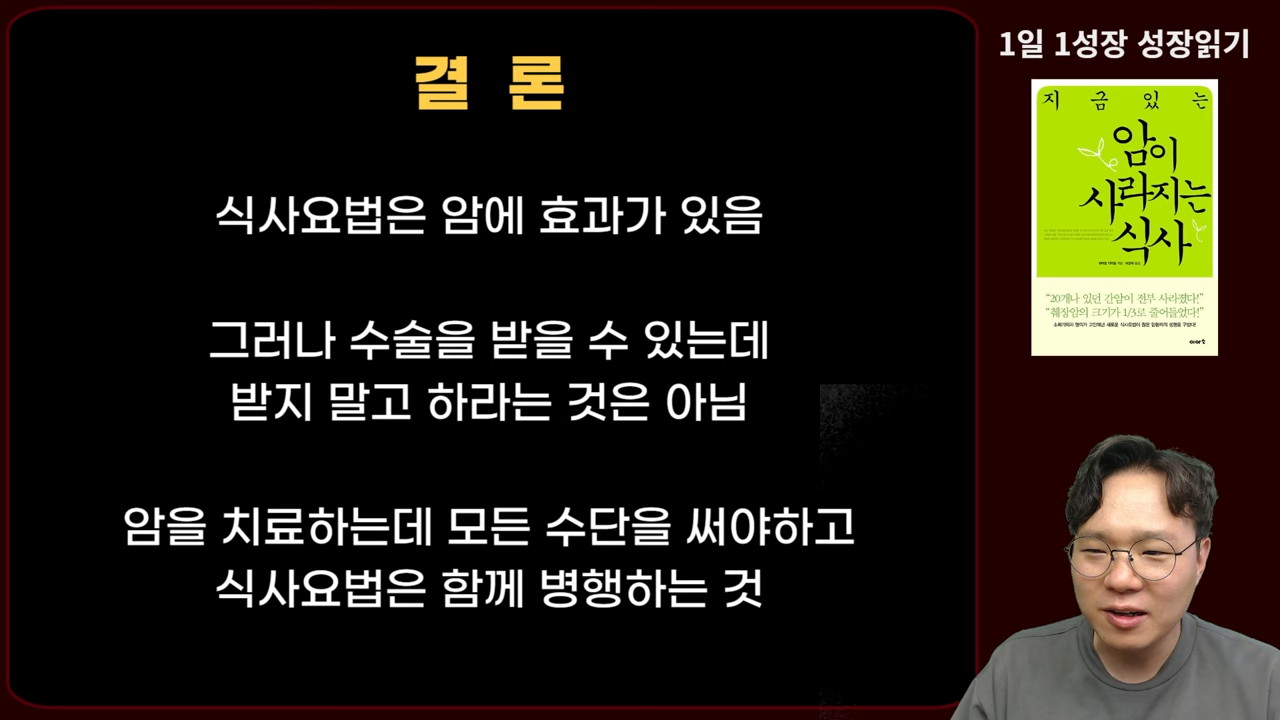 결 론
식사요법은 암에 효과가 있음
그러나 수술을 받을 수 있는데
받지 말고 하라는 것은 아님
암을 치료하는데 모든 수단을 써야하고
식사요법은 함께 병행하는 것
1일 1성장 성장읽기
지금있는
암이
사라지는
식사
“20개나 있던 간암이 전부 사라졌다!”
“췌장암의 크기가 1/3로 줄어들었다!”